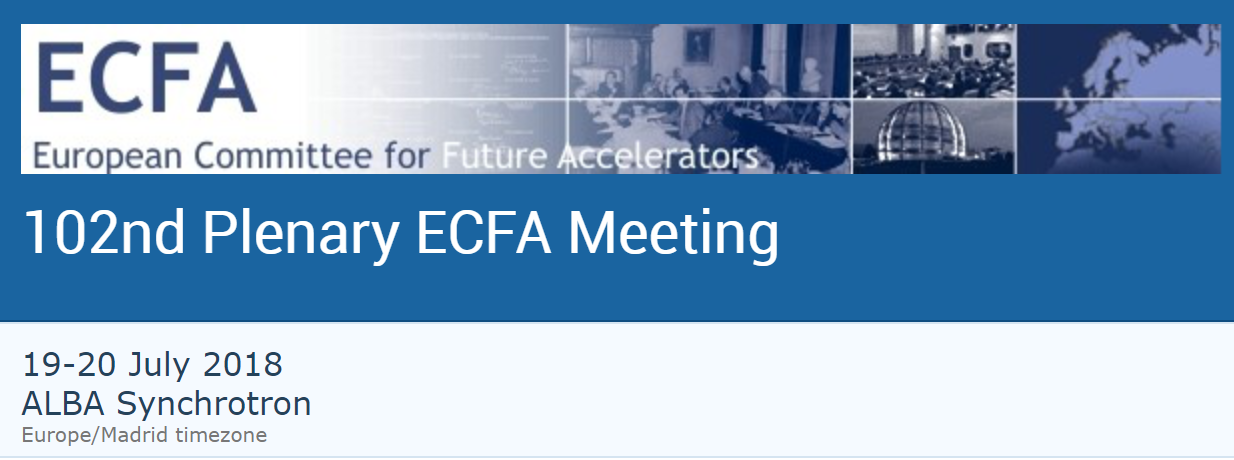 ECFA
European Committee for Future Accelerators
102nd Plenary ECFA Meeting
19-20 July 2018
ALBA Synchrotron
Europe/Madrid timezone